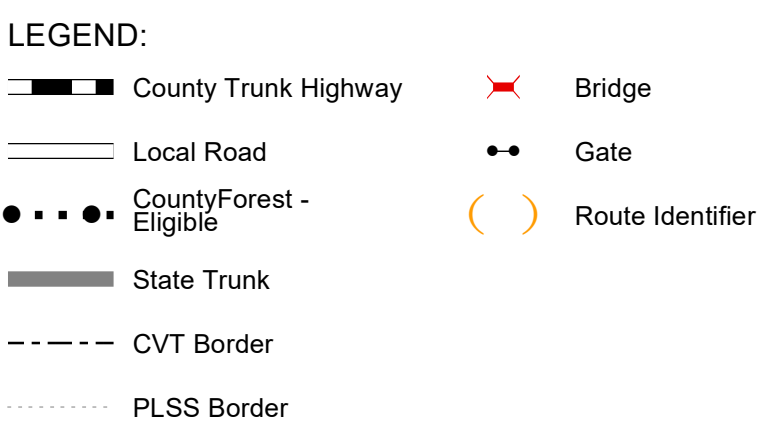 LEGEND:
County Trunk Highway
Local Road
CountyForest -
Eligible
State Trunk
CVT Border
PLSS Border
Bridge
Gate
( ) Route Identifier